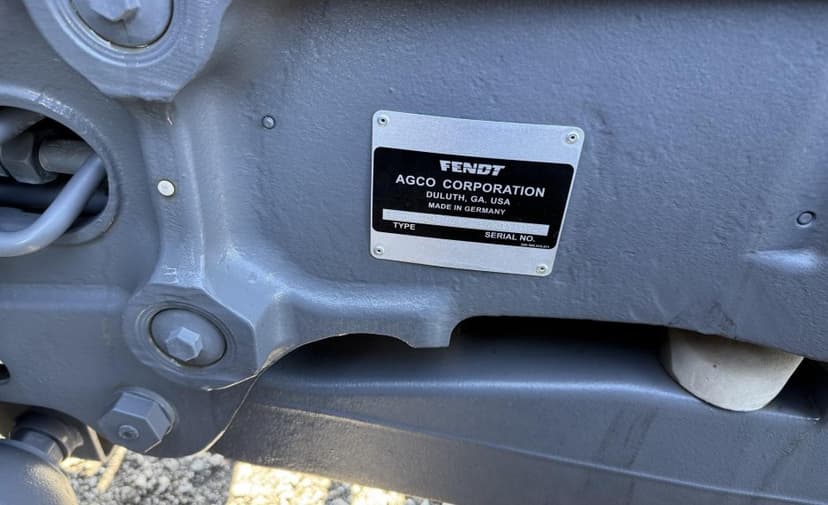 FENDT
AGCO CORPORATION
DULUTH, GA. USA
MADE IN GERMANY
TYPE SERIAL NO.